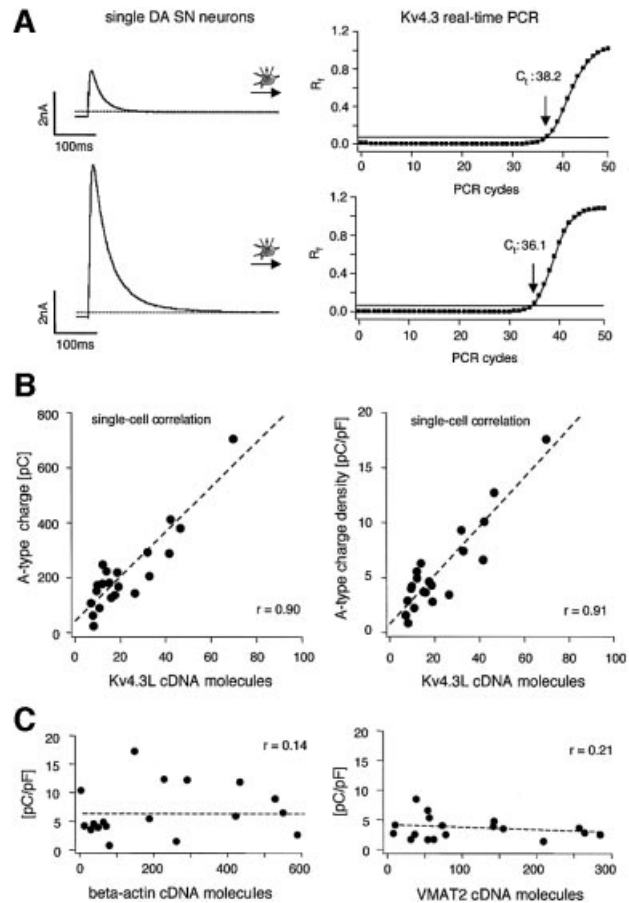 A
single DA SN neurons
Kv4.3 real-time PCR
2nA
100ms
1.2
0.8
0.4
0.0
Rf
Ct:38.2
0
10
20
30
40
50
PCR cycles
2nA
100ms
1.2
0.8
0.4
0.0
Rf
Ct:36.1
0
10
20
30
40
50
PCR cycles
B
800
600
400
200
0
A-type charge [pC]
single-cell correlation
r = 0.90
0
20
40
60
80
100
Kv4.3L cDNA molecules
20
15
10
5
0
A-type charge density [pC/pF]
single-cell correlation
r = 0.91
0
20
40
60
80
100
Kv4.3L cDNA molecules
C
20
15
10
5
0
[pC/pF]
r = 0.14
0
200
400
600
beta-actin cDNA molecules
20
15
10
5
0
[pC/pF]
r = 0.21
0
100
200
300
VMAT2 cDNA molecules